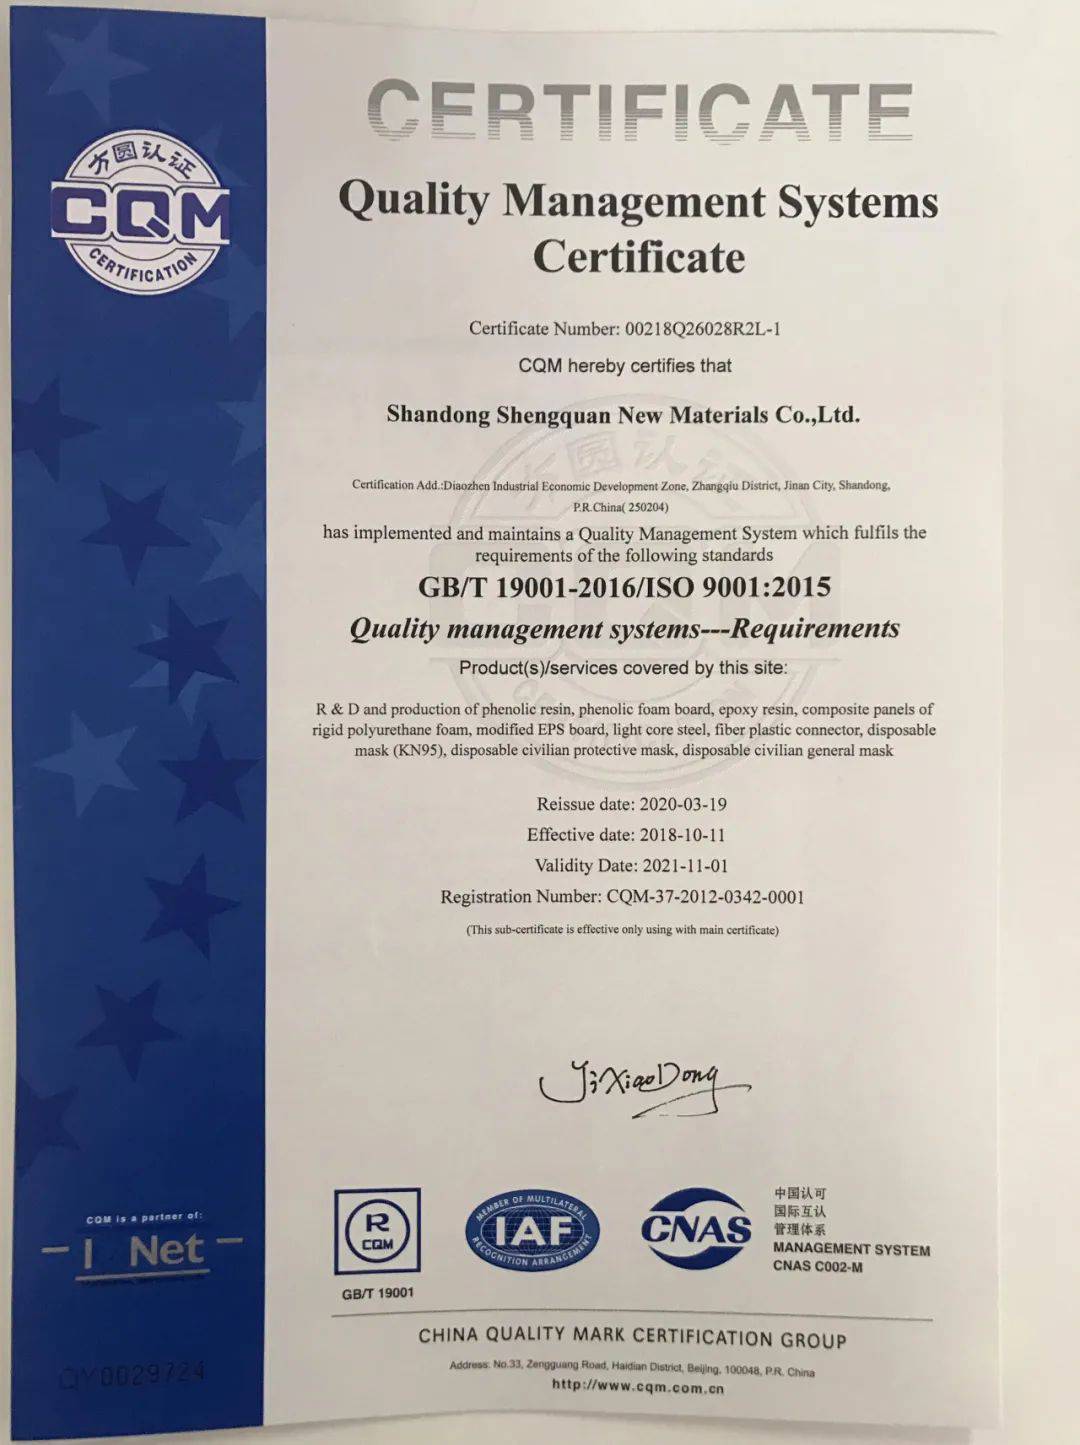 CERTIFICATE
方圆认证
CQM
CERTIFICATION
Quality Management Systems
Certificate
Certificate Number: 00218Q26028R2L-1
CQM hereby certifies that
Shandong Shengquan New Materials Co.,Ltd.
Certification Add.:Diaozhen Industrial Economic Development Zone, Zhangqiu District, Jinan City, Shandong,
P.R.China( 250204)
has implemented and maintains a Quality Management System which fulfils the
requirements of the following standards
GB/T 19001-2016/ISO 9001:2015
Quality management systems---Requirements
Product(s)/services covered by this site:
R & D and production of phenolic resin, phenolic foam board, epoxy resin, composite panels of
rigid polyurethane foam, modified EPS board, light core steel, fiber plastic connector, disposable
mask (KN95), disposable civilian protective mask, disposable civilian general mask
Reissue date: 2020-03-19
Effective date: 2018-10-11
Validity Date: 2021-11-01
Registration Number: CQM-37-2012-0342-0001
(This sub-certificate is effective only using with main certificate)
Ji XiaoDong
CQM is a partner of:
I Net
QY0029724
R
CQM
GB/T 19001
MEMBER OF MULTILATERAL
IAF
RECOGNITION ARRANGEMENT
CNAS
中国认可
国际互认
管理体系
MANAGEMENT SYSTEM
CNAS C002-M
CHINA QUALITY MARK CERTIFICATION GROUP
Address: No.33, Zengguang Road, Haidian District, Beijing, 100048, P.R. China
http://www.cqm.com.cn